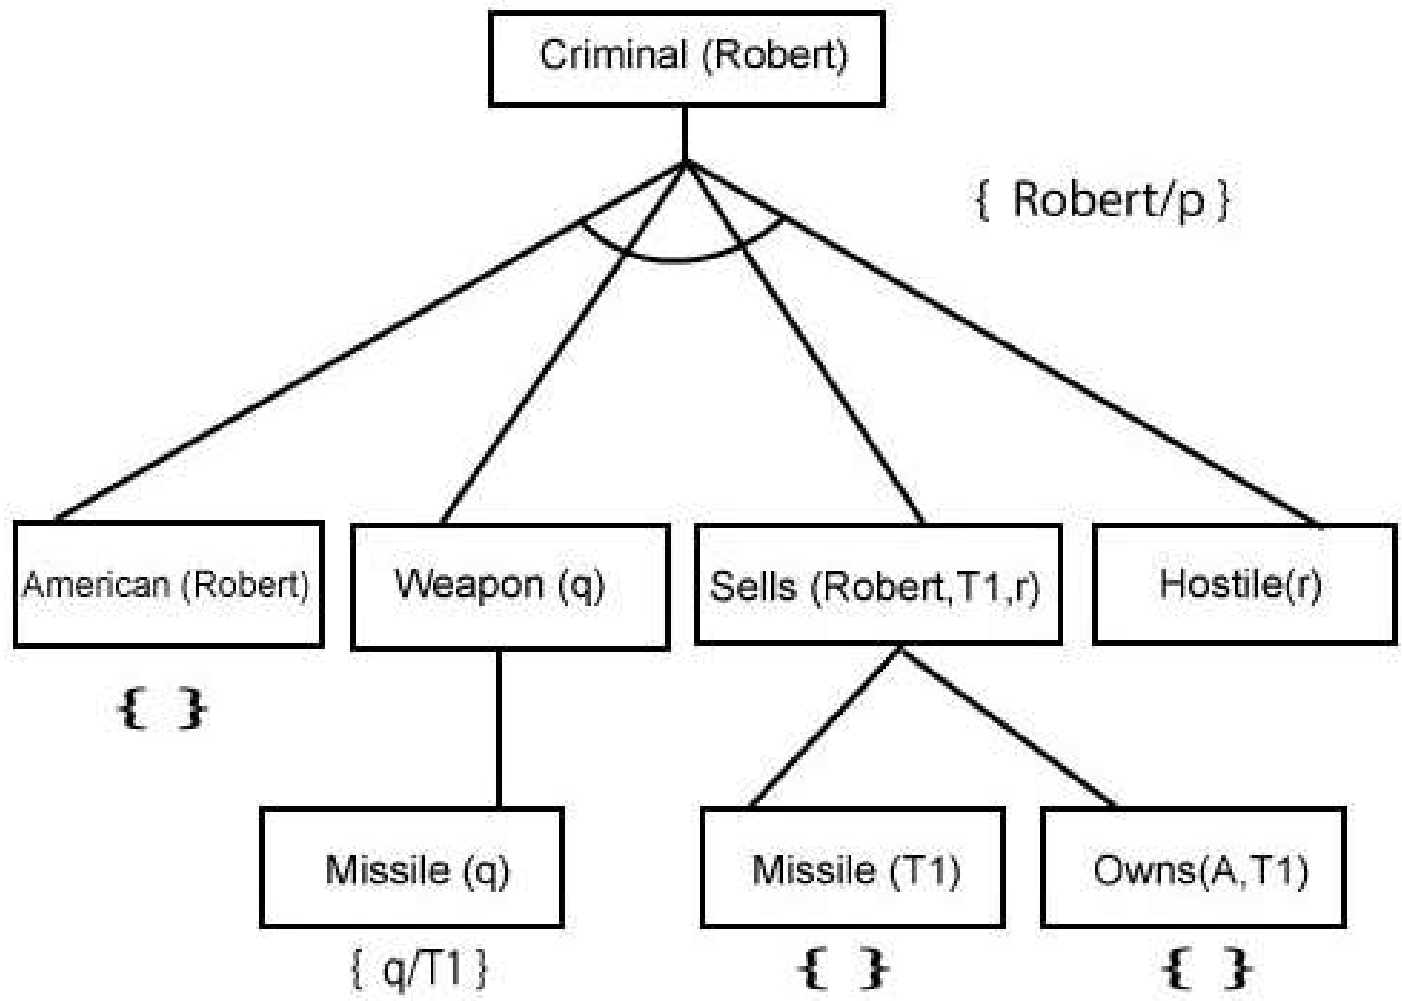 Criminal (Robert)
{ Robert/p }
American (Robert)
Weapon (q)
Sells (Robert,T1,r)
Hostile(r)
{ }
Missile (q)
Missile (T1)
Owns(A,T1)
{ q/T1 }
{ }
{ }